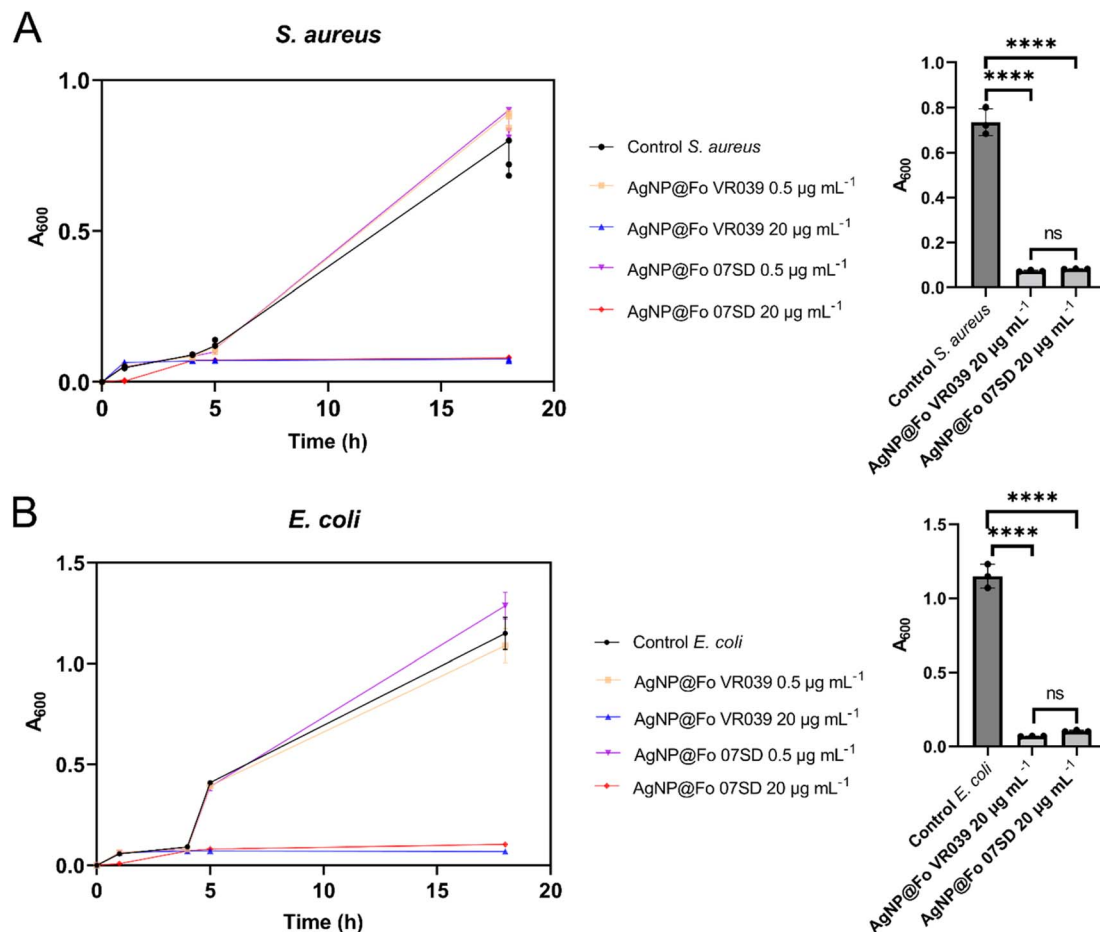 A
S. aureus
1.0
0.5
0.0
A600
0
5
10
15
20
Time (h)
Control S. aureus
AgNP@Fo VR039 0.5 µg mL-1
AgNP@Fo VR039 20 µg mL-1
AgNP@Fo 07SD 0.5 µg mL-1
AgNP@Fo 07SD 20 µg mL-1
****
****
ns
1.0
0.8
0.6
0.4
0.2
0.0
A600
Control S. aureus
AgNP@Fo VR039 20 µg mL-1
AgNP@Fo 07SD 20 µg mL-1
B
E. coli
1.5
1.0
0.5
0.0
A600
0
5
10
15
20
Time (h)
Control E. coli
AgNP@Fo VR039 0.5 µg mL-1
AgNP@Fo VR039 20 µg mL-1
AgNP@Fo 07SD 0.5 µg mL-1
AgNP@Fo 07SD 20 µg mL-1
****
****
ns
1.5
1.0
0.5
0.0
A600
Control E. coli
AgNP@Fo VR039 20 µg mL-1
AgNP@Fo 07SD 20 µg mL-1